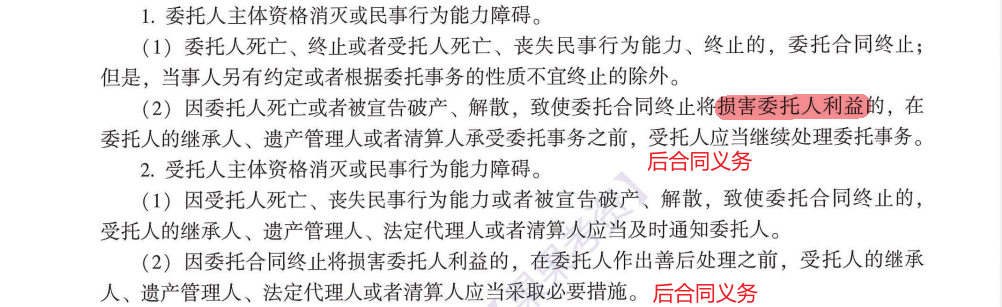 1. 委托人主体资格消灭或民事行为能力障碍。
（1）委托人死亡、终止或者受托人死亡、丧失民事行为能力、终止的，委托合同终止；
但是，当事人另有约定或者根据委托事务的性质不宜终止的除外。
（2）因委托人死亡或者被宣告破产、解散，致使委托合同终止将损害委托人利益的，在
委托人的继承人、遗产管理人或者清算人承受委托事务之前，受托人应当继续处理委托事务。
后合同义务
2. 受托人主体资格消灭或民事行为能力障碍。
（1）因受托人死亡、丧失民事行为能力或者被宣告破产、解散，致使委托合同终止的，
受托人的继承人、遗产管理人、法定代理人或者清算人应当及时通知委托人。
（2）因委托合同终止将损害委托人利益的，在委托人作出善后处理之前，受托人的继承
人、遗产管理人、法定代理人或者清算人应当采取必要措施。后合同义务